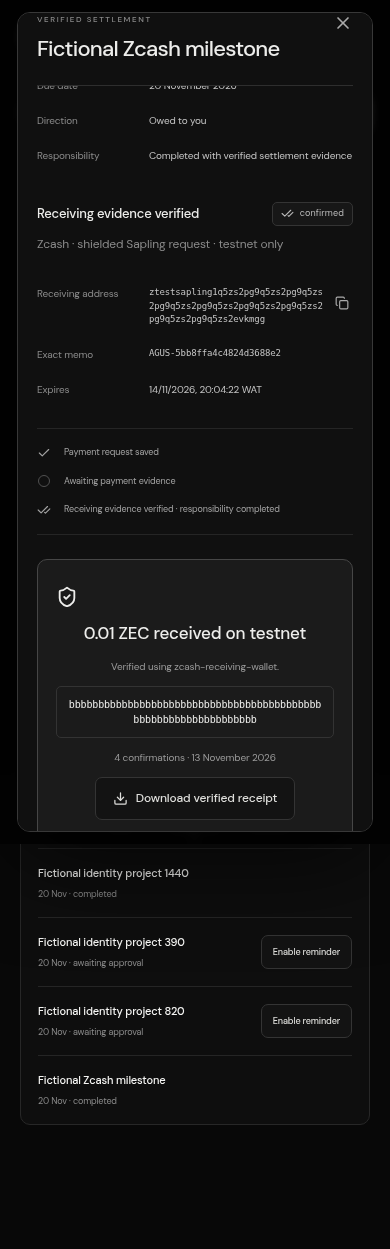 VERIFIED SETTLEMENT
Fictional Zcash milestone
Due date 20 November 2026
Direction Owed to you
Responsibility Completed with verified settlement evidence
Receiving evidence verified confirmed
Zcash · shielded Sapling request · testnet only
Receiving address ztestsapling1q5zs2pg9q5zs2pg9q5zs
2pg9q5zs2pg9q5zs2pg9q5zs2pg9q5zs2
pg9q5zs2pg9q5zs2evkmgg
Exact memo AGUS-5bb8ffa4c4824d3688e2
Expires 14/11/2026, 20:04:22 WAT
Payment request saved
Awaiting payment evidence
Receiving evidence verified · responsibility completed
0.01 ZEC received on testnet
Verified using zcash-receiving-wallet.
bbbbbbbbbbbbbbbbbbbbbbbbbbbbbbbbbbbbbbbbbbb
bbbbbbbbbbbbbbbbbbbbb
4 confirmations · 13 November 2026
Download verified receipt
Fictional identity project 1440
20 Nov · completed
Fictional identity project 390
20 Nov · awaiting approval
Enable reminder
Fictional identity project 820
20 Nov · awaiting approval
Enable reminder
Fictional Zcash milestone
20 Nov · completed